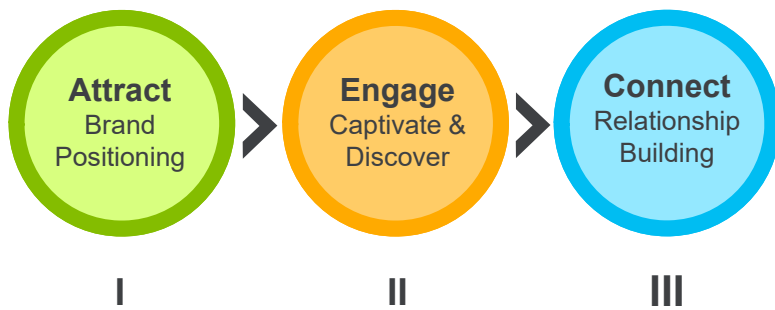 Attract
Brand
Positioning
Engage
Captivate &
Discover
Connect
Relationship
Building
I
II
III